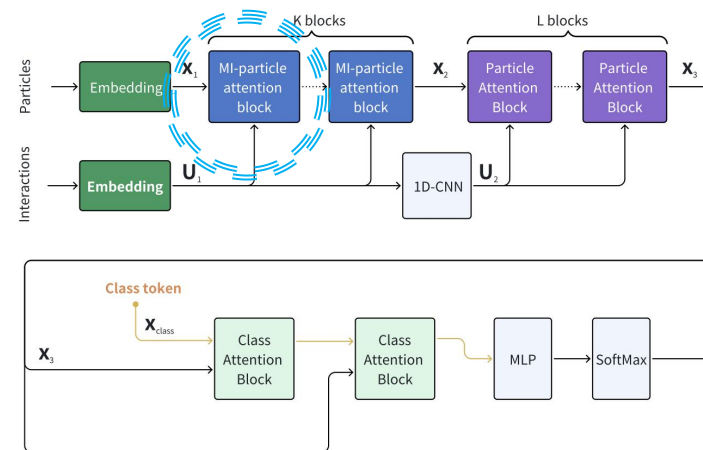 K blocks
L blocks
Particles
Embedding
X1
MI-particle
attention
block
MI-particle
attention
block
X2
Particle
Attention
Block
Particle
Attention
Block
X3
Interactions
Embedding
U1
1D-CNN
U2
Class token
Xclass
X3
Class
Attention
Block
Class
Attention
Block
MLP
SoftMax